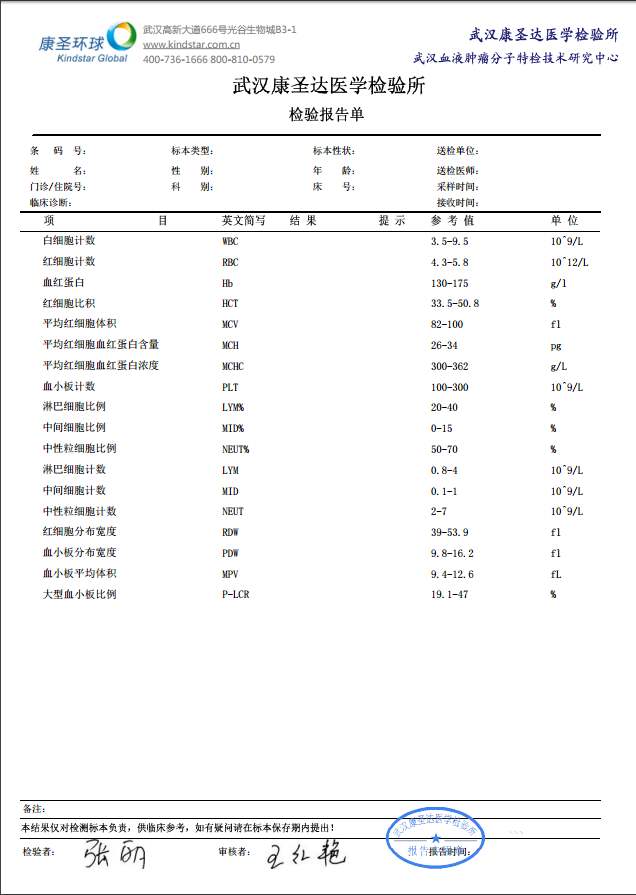 康圣环球
Kindstar Global
武汉高新大道666号光谷生物城B3-1
www.kindstar.com.cn
400-736-1666 800-810-0579
武汉康圣达医学检验所
武汉血液肿瘤分子特检技术研究中心
武汉康圣达医学检验所
检验报告单
条 码 号: 标本类型: 标本性状: 送检单位:
姓 名: 性 别: 年 龄: 送检医师:
门诊/住院号: 科 别: 床 号: 采样时间:
临床诊断: 接收时间:
项 目 英文简写 结 果 提 示 参 考 值 单 位
白细胞计数 WBC 3.5-9.5 10^9/L
红细胞计数 RBC 4.3-5.8 10^12/L
血红蛋白 Hb 130-175 g/l
红细胞比积 HCT 33.5-50.8 %
平均红细胞体积 MCV 82-100 fl
平均红细胞血红蛋白含量 MCH 26-34 pg
平均红细胞血红蛋白浓度 MCHC 300-362 g/L
血小板计数 PLT 100-300 10^9/L
淋巴细胞比例 LYM% 20-40 %
中间细胞比例 MID% 0-15 %
中性粒细胞比例 NEUT% 50-70 %
淋巴细胞计数 LYM 0.8-4 10^9/L
中间细胞计数 MID 0.1-1 10^9/L
中性粒细胞计数 NEUT 2-7 10^9/L
红细胞分布宽度 RDW 39-53.9 fl
血小板分布宽度 PDW 9.8-16.2 fl
血小板平均体积 MPV 9.4-12.6 fL
大型血小板比例 P-LCR 19.1-47 %
备注:
本结果仅对检测标本负责，供临床参考，如有疑问请在标本保存期内提出！
武汉康圣达医学检验所
检验者: 张丽 审核者: 王红艳 报告时间: